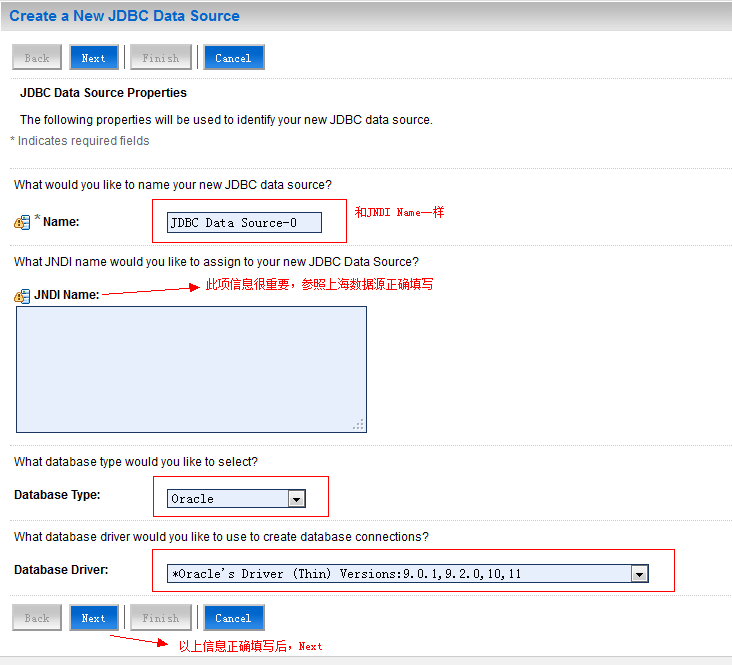 Create a New JDBC Data Source
Back Next Finish Cancel
JDBC Data Source Properties
The following properties will be used to identify your new JDBC data source.
* Indicates required fields
What would you like to name your new JDBC data source?
* Name: JDBC Data Source-0 和JNDI Name一样
What JNDI name would you like to assign to your new JDBC Data Source?
JNDI Name: 此项信息很重要，参照上海数据源正确填写
What database type would you like to select?
Database Type: Oracle
What database driver would you like to use to create database connections?
Database Driver: *Oracle's Driver (Thin) Versions:9.0.1,9.2.0,10,11
Back Next Finish Cancel
以上信息正确填写后，Next